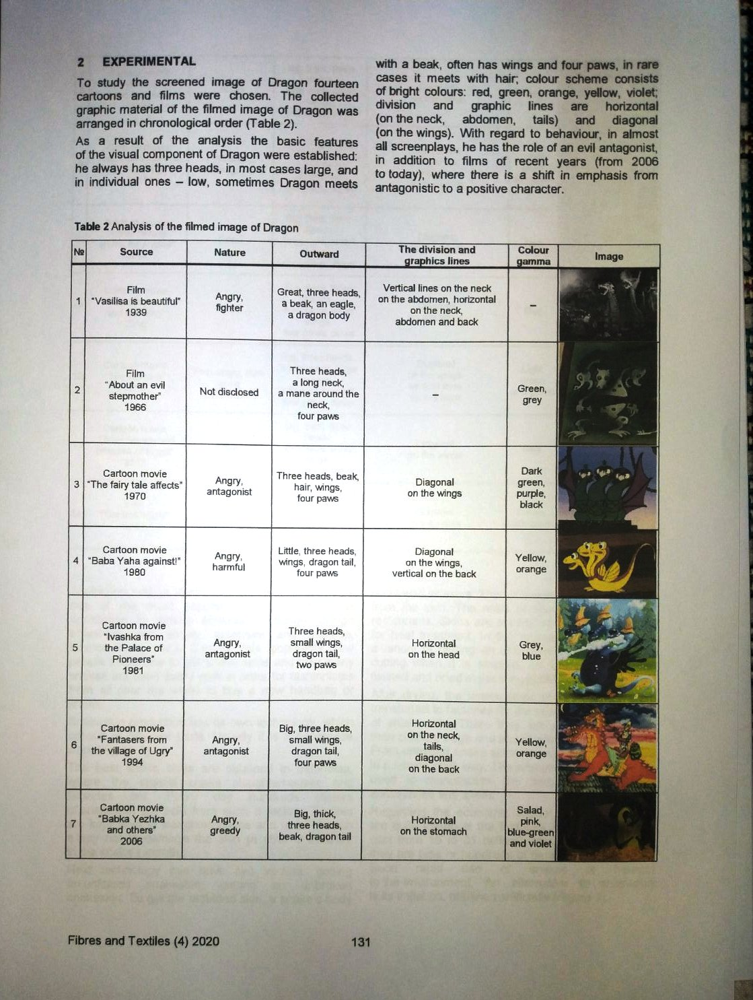 2 EXPERIMENTAL
To study the screened image of Dragon fourteen
cartoons and films were chosen. The collected
graphic material of the filmed image of Dragon was
arranged in chronological order (Table 2).
As a result of the analysis the basic features
of the visual component of Dragon were established:
he always has three heads, in most cases large, and
in individual ones – low, sometimes Dragon meets
with a beak, often has wings and four paws, in rare
cases it meets with hair; colour scheme consists
of bright colours: red, green, orange, yellow, violet;
division and graphic lines are horizontal
(on the neck, abdomen, tails) and diagonal
(on the wings). With regard to behaviour, in almost
all screenplays, he has the role of an evil antagonist,
in addition to films of recent years (from 2006
to today), where there is a shift in emphasis from
antagonistic to a positive character.
Table 2 Analysis of the filmed image of Dragon
№
Source
Nature
Outward
The division and
graphics lines
Colour
gamma
Image
1
Film
"Vasilisa is beautiful"
1939
Angry,
fighter
Great, three heads,
a beak, an eagle,
a dragon body
Vertical lines on the neck
on the abdomen, horizontal
on the neck,
abdomen and back
–
2
Film
"About an evil
stepmother"
1966
Not disclosed
Three heads,
a long neck,
a mane around the
neck,
four paws
–
Green,
grey
3
Cartoon movie
"The fairy tale affects"
1970
Angry,
antagonist
Three heads, beak,
hair, wings,
four paws
Diagonal
on the wings
Dark
green,
purple,
black
4
Cartoon movie
"Baba Yaha against!"
1980
Angry,
harmful
Little, three heads,
wings, dragon tail,
four paws
Diagonal
on the wings,
vertical on the back
Yellow,
orange
5
Cartoon movie
"Ivashka from
the Palace of
Pioneers"
1981
Angry,
antagonist
Three heads,
small wings,
dragon tail,
two paws
Horizontal
on the head
Grey,
blue
6
Cartoon movie
"Fantasers from
the village of Ugry"
1994
Angry,
antagonist
Big, three heads,
small wings,
dragon tail,
four paws
Horizontal
on the neck,
tails,
diagonal
on the back
Yellow,
orange
7
Cartoon movie
"Babka Yezhka
and others"
2006
Angry,
greedy
Big, thick,
three heads,
beak, dragon tail
Horizontal
on the stomach
Salad,
pink,
blue-green
and violet
Fibres and Textiles (4) 2020
131